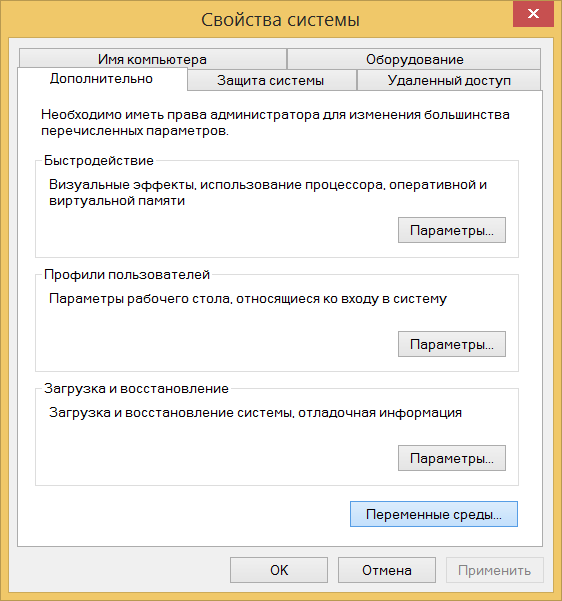 Свойства системы
Имя компьютера
Оборудование
Дополнительно
Защита системы
Удаленный доступ
Необходимо иметь права администратора для изменения большинства
перечисленных параметров.
Быстродействие
Визуальные эффекты, использование процессора, оперативной и
виртуальной памяти
Параметры...
Профили пользователей
Параметры рабочего стола, относящиеся ко входу в систему
Параметры...
Загрузка и восстановление
Загрузка и восстановление системы, отладочная информация
Параметры...
Переменные среды...
OK
Отмена
Применить